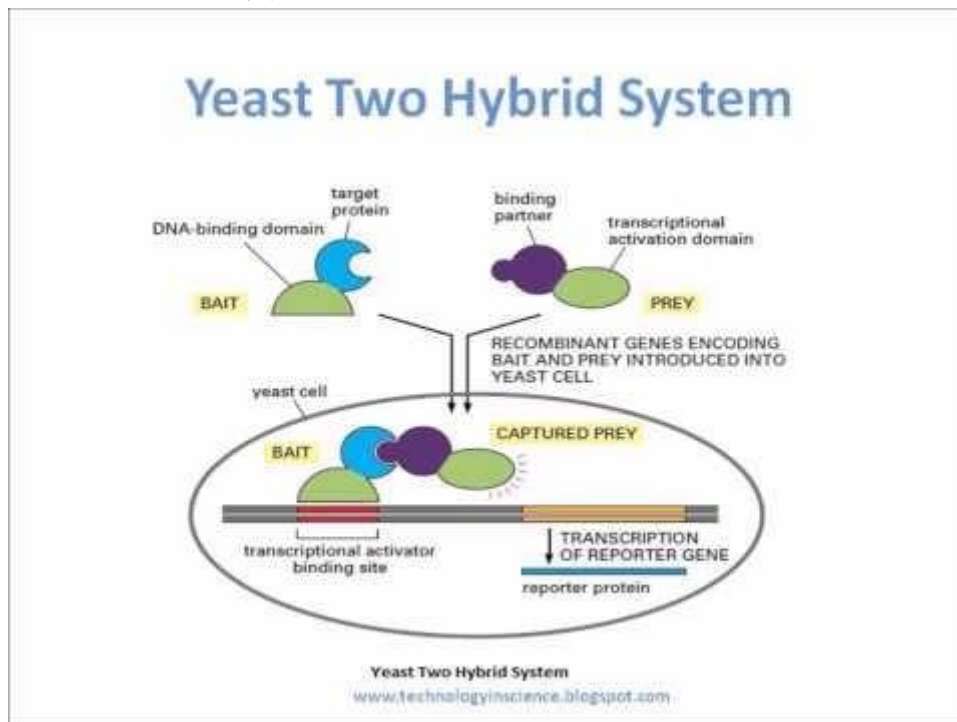 Yeast Two Hybrid System
target
protein
DNA-binding domain
BAIT
binding
partner
transcriptional
activation domain
PREY
RECOMBINANT GENES ENCODING
BAIT AND PREY INTRODUCED INTO
YEAST CELL
yeast cell
BAIT
CAPTURED PREY
transcriptional activator
binding site
TRANSCRIPTION
OF REPORTER GENE
reporter protein
Yeast Two Hybrid System
www.technologyinscience.blogspot.com